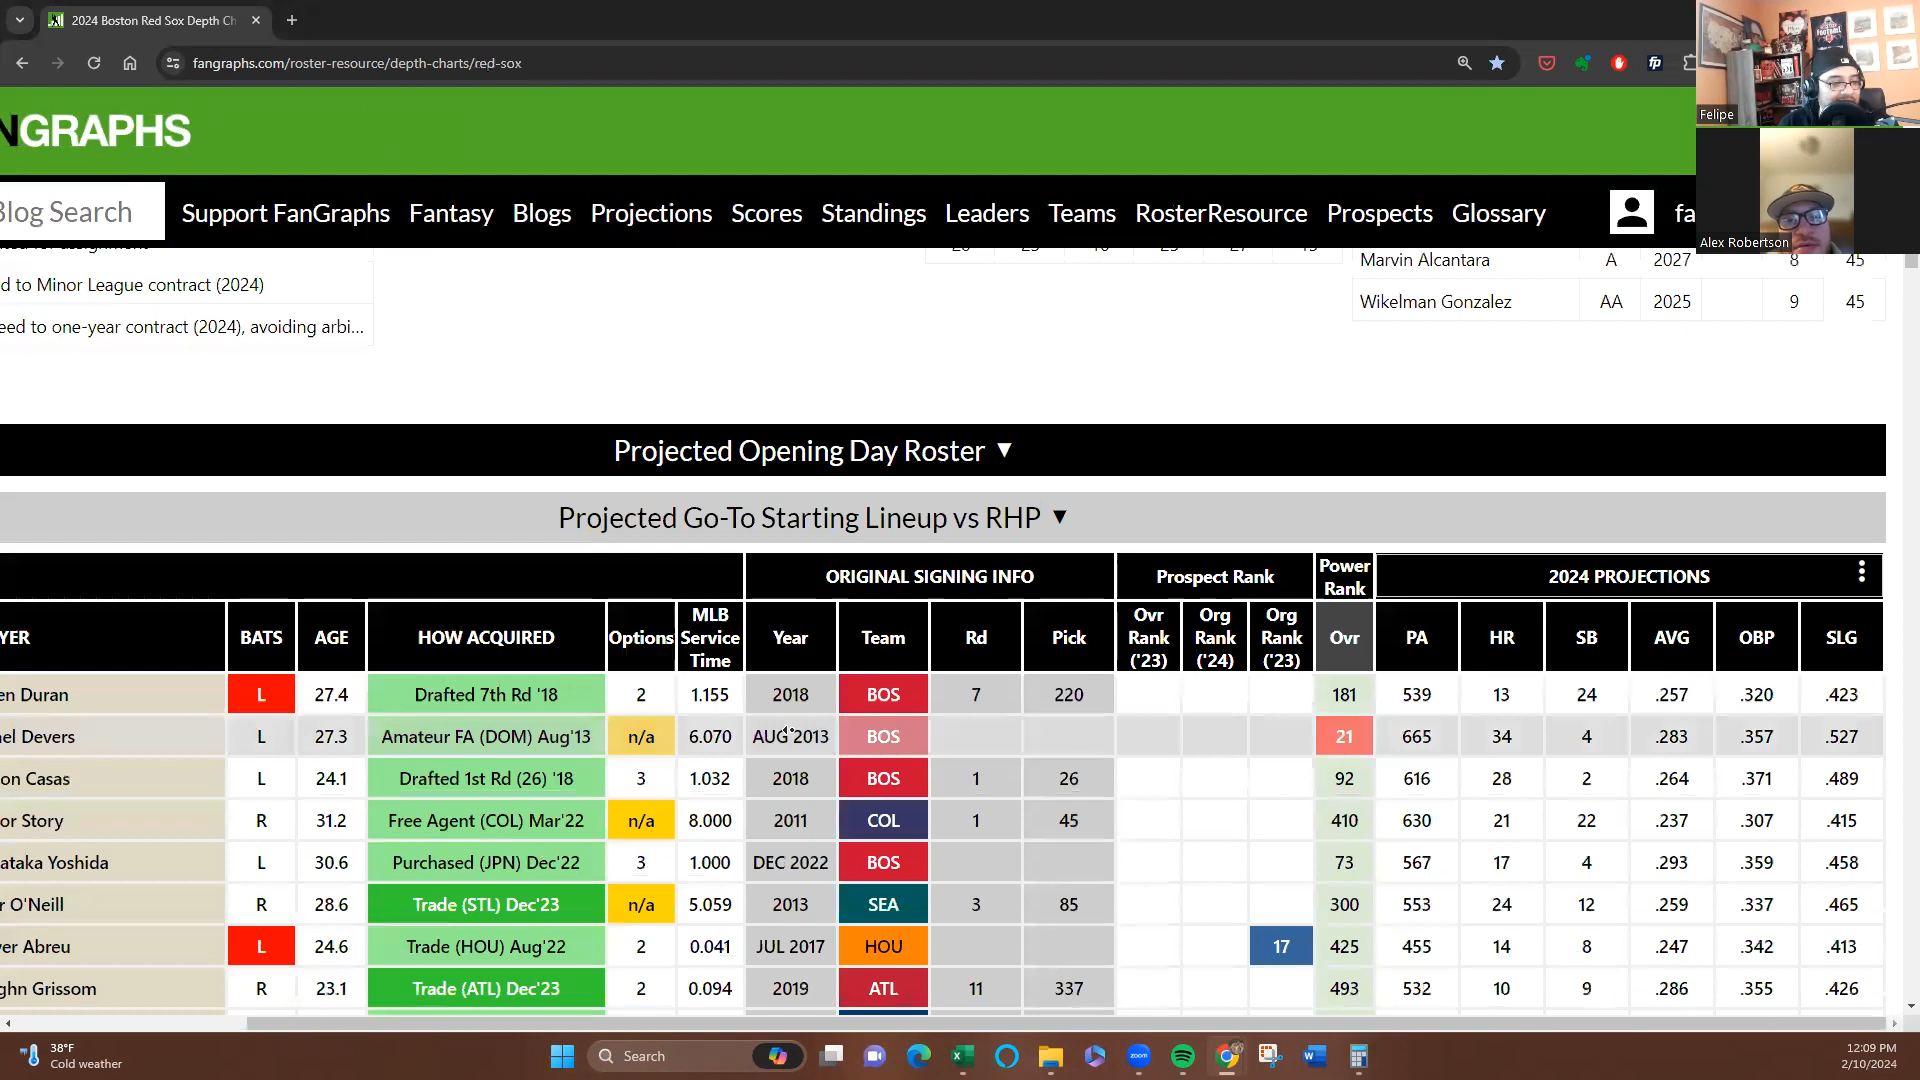 2024 Boston Red Sox Depth Ch
fangraphs.com/roster-resource/depth-charts/red-sox
NGRAPHS
Blog Search Support FanGraphs Fantasy Blogs Projections Scores Standings Leaders Teams RosterResource Prospects Glossary fa
Felipe
Alex Robertson
d to Minor League contract (2024)
eed to one-year contract (2024), avoiding arbi...
Marvin Alcantara A 2027 8 45
Wikelman Gonzalez AA 2025 9 45
Projected Opening Day Roster ▼
Projected Go-To Starting Lineup vs RHP ▼
ORIGINAL SIGNING INFO Prospect Rank Power Rank 2024 PROJECTIONS
YER BATS AGE HOW ACQUIRED Options MLB Service Time Year Team Rd Pick Ovr Rank ('23) Org Rank ('24) Org Rank ('23) Ovr PA HR SB AVG OBP SLG
en Duran L 27.4 Drafted 7th Rd '18 2 1.155 2018 BOS 7 220 181 539 13 24 .257 .320 .423
el Devers L 27.3 Amateur FA (DOM) Aug'13 n/a 6.070 AUG 2013 BOS 21 665 34 4 .283 .357 .527
on Casas L 24.1 Drafted 1st Rd (26) '18 3 1.032 2018 BOS 1 26 92 616 28 2 .264 .371 .489
or Story R 31.2 Free Agent (COL) Mar'22 n/a 8.000 2011 COL 1 45 410 630 21 22 .237 .307 .415
ataka Yoshida L 30.6 Purchased (JPN) Dec'22 3 1.000 DEC 2022 BOS 73 567 17 4 .293 .359 .458
r O'Neill R 28.6 Trade (STL) Dec'23 n/a 5.059 2013 SEA 3 85 300 553 24 12 .259 .337 .465
yer Abreu L 24.6 Trade (HOU) Aug'22 2 0.041 JUL 2017 HOU 17 425 455 14 8 .247 .342 .413
ghn Grissom R 23.1 Trade (ATL) Dec'23 2 0.094 2019 ATL 11 337 493 532 10 9 .286 .355 .426
38°F
Cold weather
Search
zoom
12:09 PM
2/10/2024